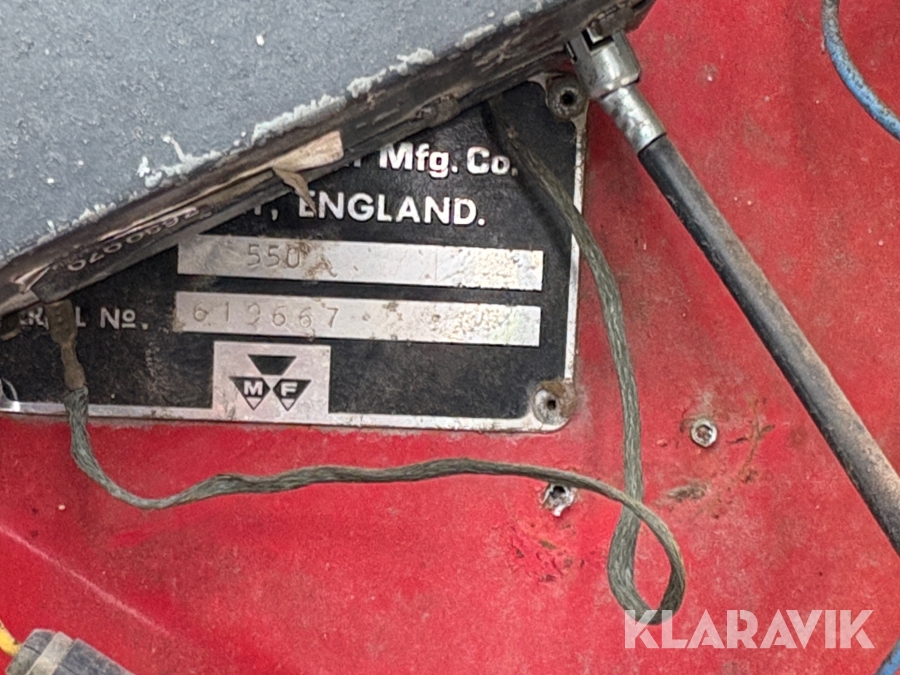 Mfg. Co.
ENGLAND.
550
No. 619667
M F
KLARAVIK